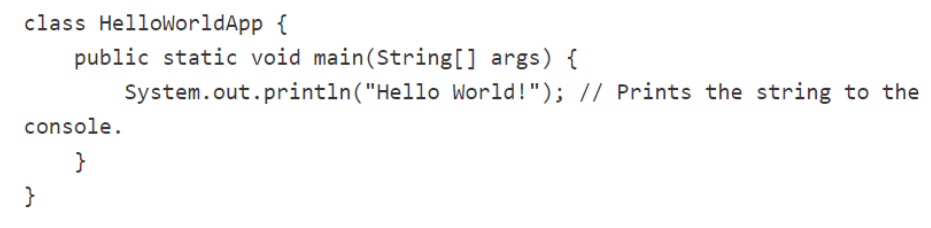 class HelloWorldApp {
    public static void main(String[] args) {
        System.out.println("Hello World!"); // Prints the string to the
console.
    }
}